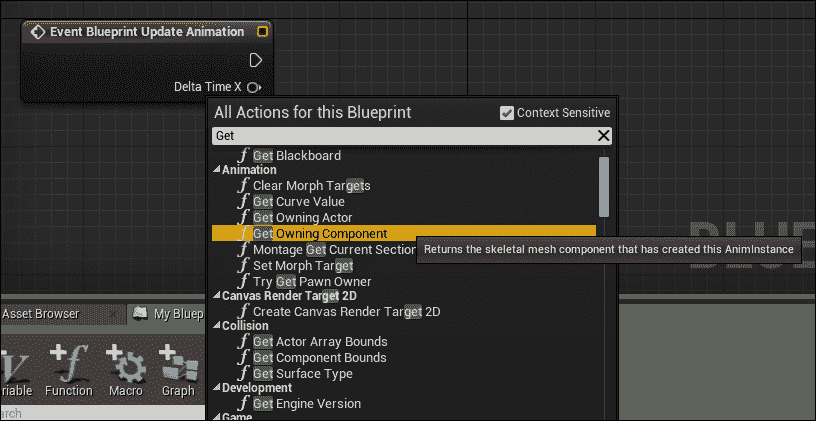 Event Blueprint Update Animation
Delta Time X
All Actions for this Blueprint
Context Sensitive
Get
Get Blackboard
Animation
Clear Morph Targets
Get Curve Value
Get Owning Actor
Get Owning Component
Returns the skeletal mesh component that has created this AnimInstance
Montage Get Current Section
Set Morph Target
Try Get Pawn Owner
Canvas Render Target 2D
Create Canvas Render Target 2D
Collision
Get Actor Array Bounds
Get Component Bounds
Get Surface Type
Development
Get Engine Version
Game
BLUE
Asset Browser
My Bluep
riable
Function
Macro
Graph
arch